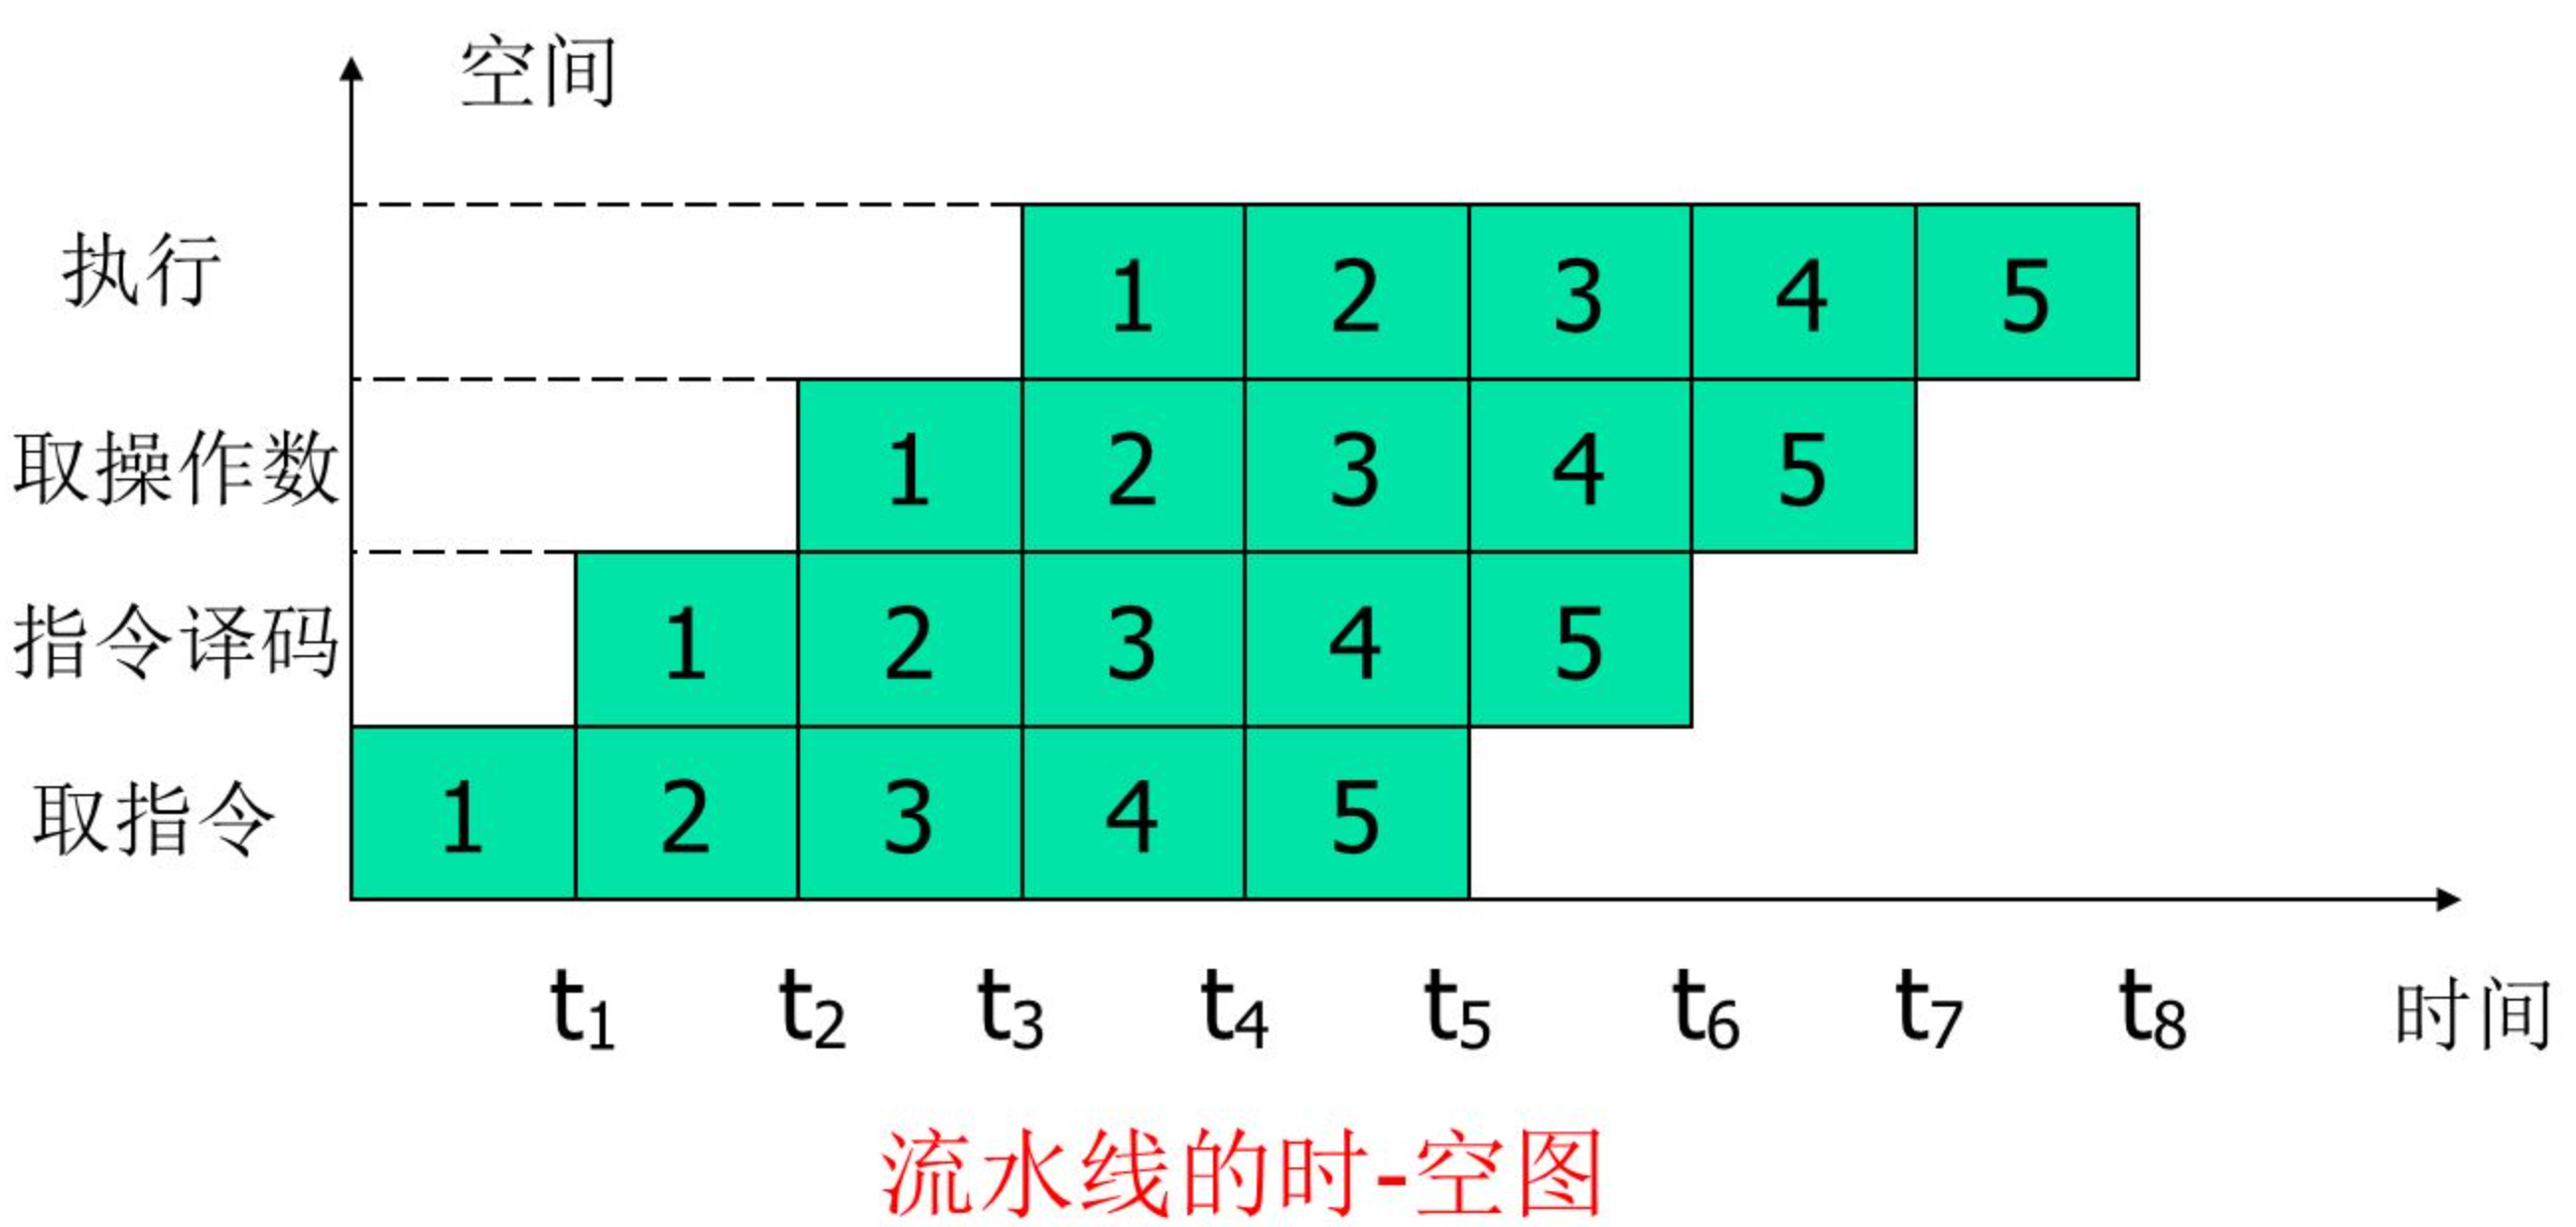 空间
执行 1 2 3 4 5
取操作数 1 2 3 4 5
指令译码 1 2 3 4 5
取指令 1 2 3 4 5
t1 t2 t3 t4 t5 t6 t7 t8 时间
流水线的时-空图